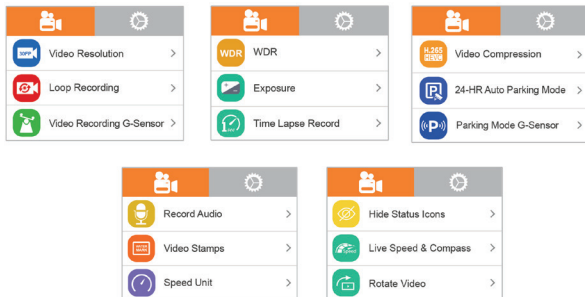 Video Resolution
Loop Recording
Video Recording G-Sensor
WDR WDR
Exposure
Time Lapse Record
H.265 HEVC Video Compression
24-HR Auto Parking Mode
P Parking Mode G-Sensor
Record Audio
Video Stamps
Speed Unit
Hide Status Icons
Live Speed & Compass
Rotate Video